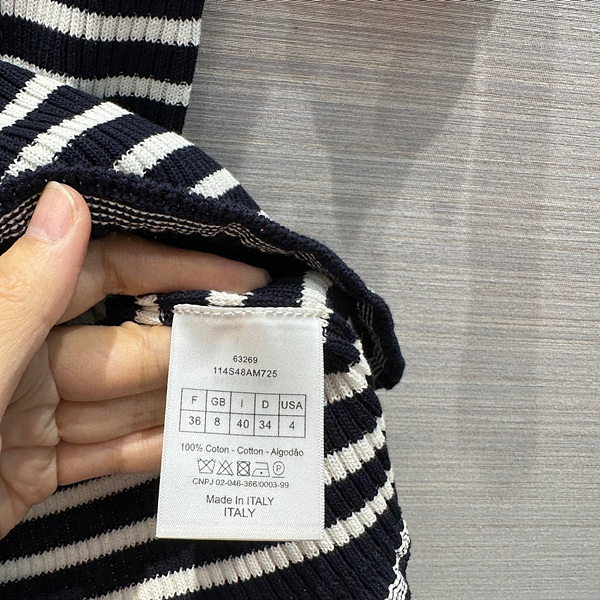 63269
114S48AM725
F GB I D USA
36 8 40 34 4
100% Coton - Cotton - Algodão
P
CNPJ 02-046-366/0003-99
Made In ITALY
ITALY